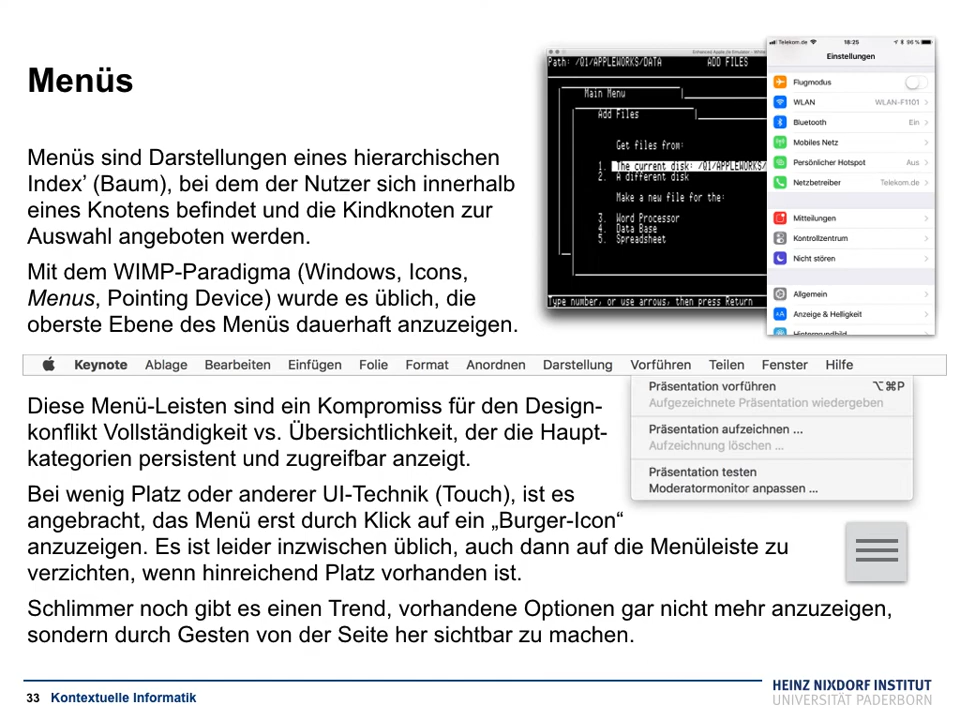 Menüs
Menüs sind Darstellungen eines hierarchischen
Index’ (Baum), bei dem der Nutzer sich innerhalb
eines Knotens befindet und die Kindknoten zur
Auswahl angeboten werden.
Mit dem WIMP-Paradigma (Windows, Icons,
Menus, Pointing Device) wurde es üblich, die
oberste Ebene des Menüs dauerhaft anzuzeigen.
Path: /Q1/APPLEWORKS/DATA ADD FILES
Main Menu
Add Files
Get files from:
1. The current disk: /Q1/APPLEWORKS/
2. A different disk
Make a new file for the:
3. Word Processor
4. Data Base
5. Spreadsheet
Type number, or use arrows, then press Return
Telekom.de 18:25 96 %
Einstellungen
Flugmodus
WLAN WLAN-F1101
Bluetooth Ein
Mobiles Netz
Persönlicher Hotspot Aus
Netzbetreiber Telekom.de
Mitteilungen
Kontrollzentrum
Nicht stören
Allgemein
AA Anzeige & Helligkeit
Hintergrundbild
Keynote Ablage Bearbeiten Einfügen Folie Format Anordnen Darstellung Vorführen Teilen Fenster Hilfe
Präsentation vorführen ⌥⌘P
Aufgezeichnete Präsentation wiedergeben
Präsentation aufzeichnen ...
Aufzeichnung löschen ...
Präsentation testen
Moderatormonitor anpassen ...
Diese Menü-Leisten sind ein Kompromiss für den Design-
konflikt Vollständigkeit vs. Übersichtlichkeit, der die Haupt-
kategorien persistent und zugreifbar anzeigt.
Bei wenig Platz oder anderer UI-Technik (Touch), ist es
angebracht, das Menü erst durch Klick auf ein „Burger-Icon“
anzuzeigen. Es ist leider inzwischen üblich, auch dann auf die Menüleiste zu
verzichten, wenn hinreichend Platz vorhanden ist.
Schlimmer noch gibt es einen Trend, vorhandene Optionen gar nicht mehr anzuzeigen,
sondern durch Gesten von der Seite her sichtbar zu machen.
33 Kontextuelle Informatik
HEINZ NIXDORF INSTITUT
UNIVERSITÄT PADERBORN